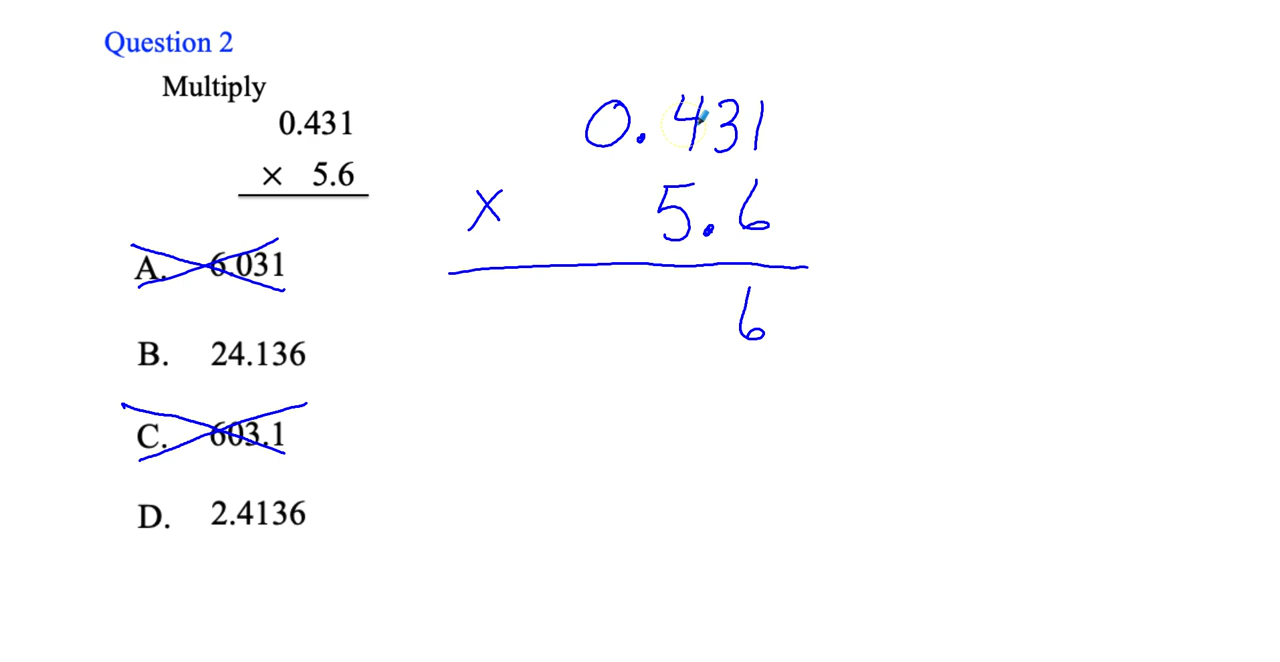 Question 2
Multiply
0.431
× 5.6
A. 6.031
B. 24.136
C. 603.1
D. 2.4136
0.431
x 5.6
6